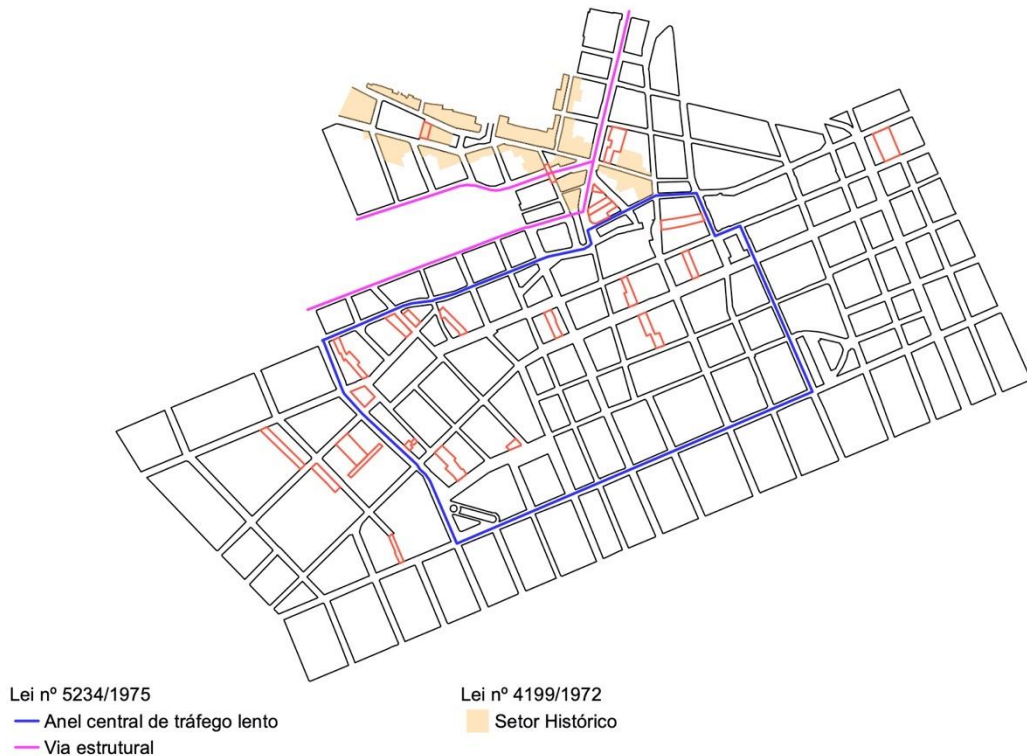 Lei nº 5234/1975
Anel central de tráfego lento
Via estrutural
Lei nº 4199/1972
Setor Histórico